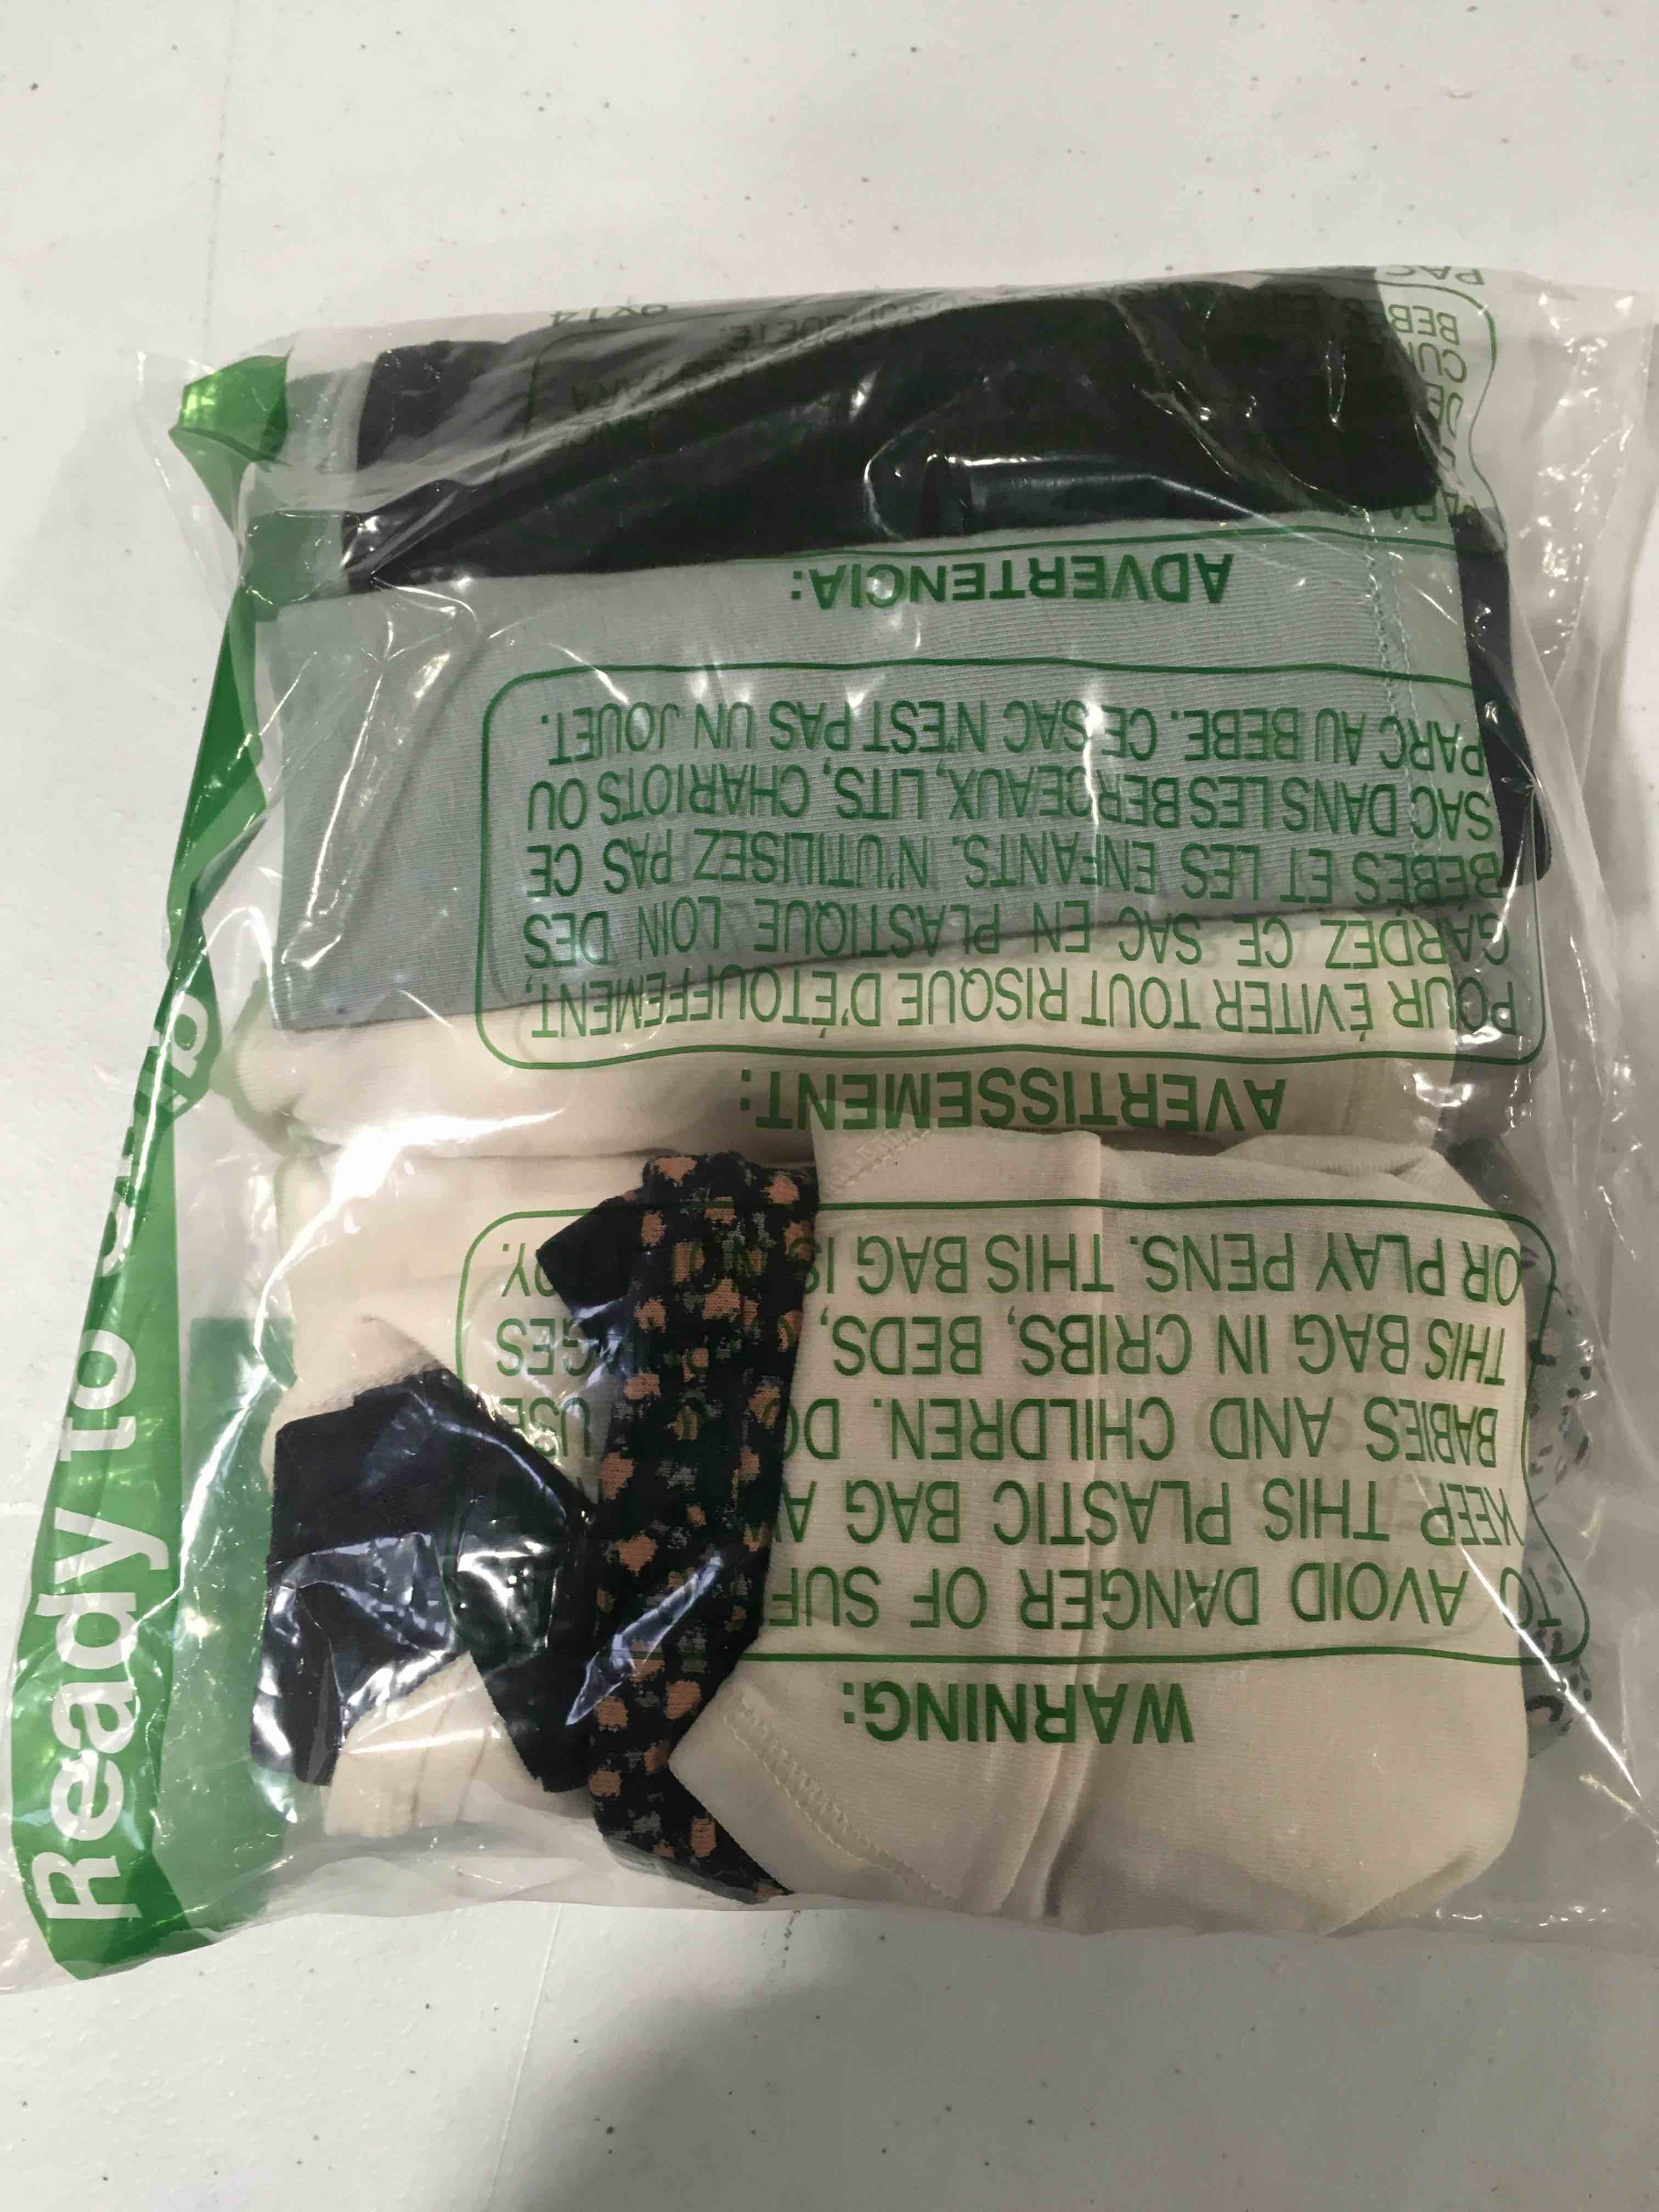 Ready to
WARNING:
TO AVOID DANGER OF SUF
KEEP THIS PLASTIC BAG
BABIES AND CHILDREN. DO USE
THIS BAG IN CRIBS, BEDS,
OR PLAY PENS. THIS BAG IS
AVERTISSEMENT:
POUR ÉVITER TOUT RISQUE D'ÉTOUFFEMENT,
GARDEZ CE SAC EN PLASTIQUE LOIN DES
BÉBÉS ET LES ENFANTS. N'UTILISEZ PAS CE
SAC DANS LES BERCEAUX, LITS, CHARIOTS OU
PARC AU BEBE. CE SAC N'EST PAS UN JOUET.
ADVERTENCIA:
9X14